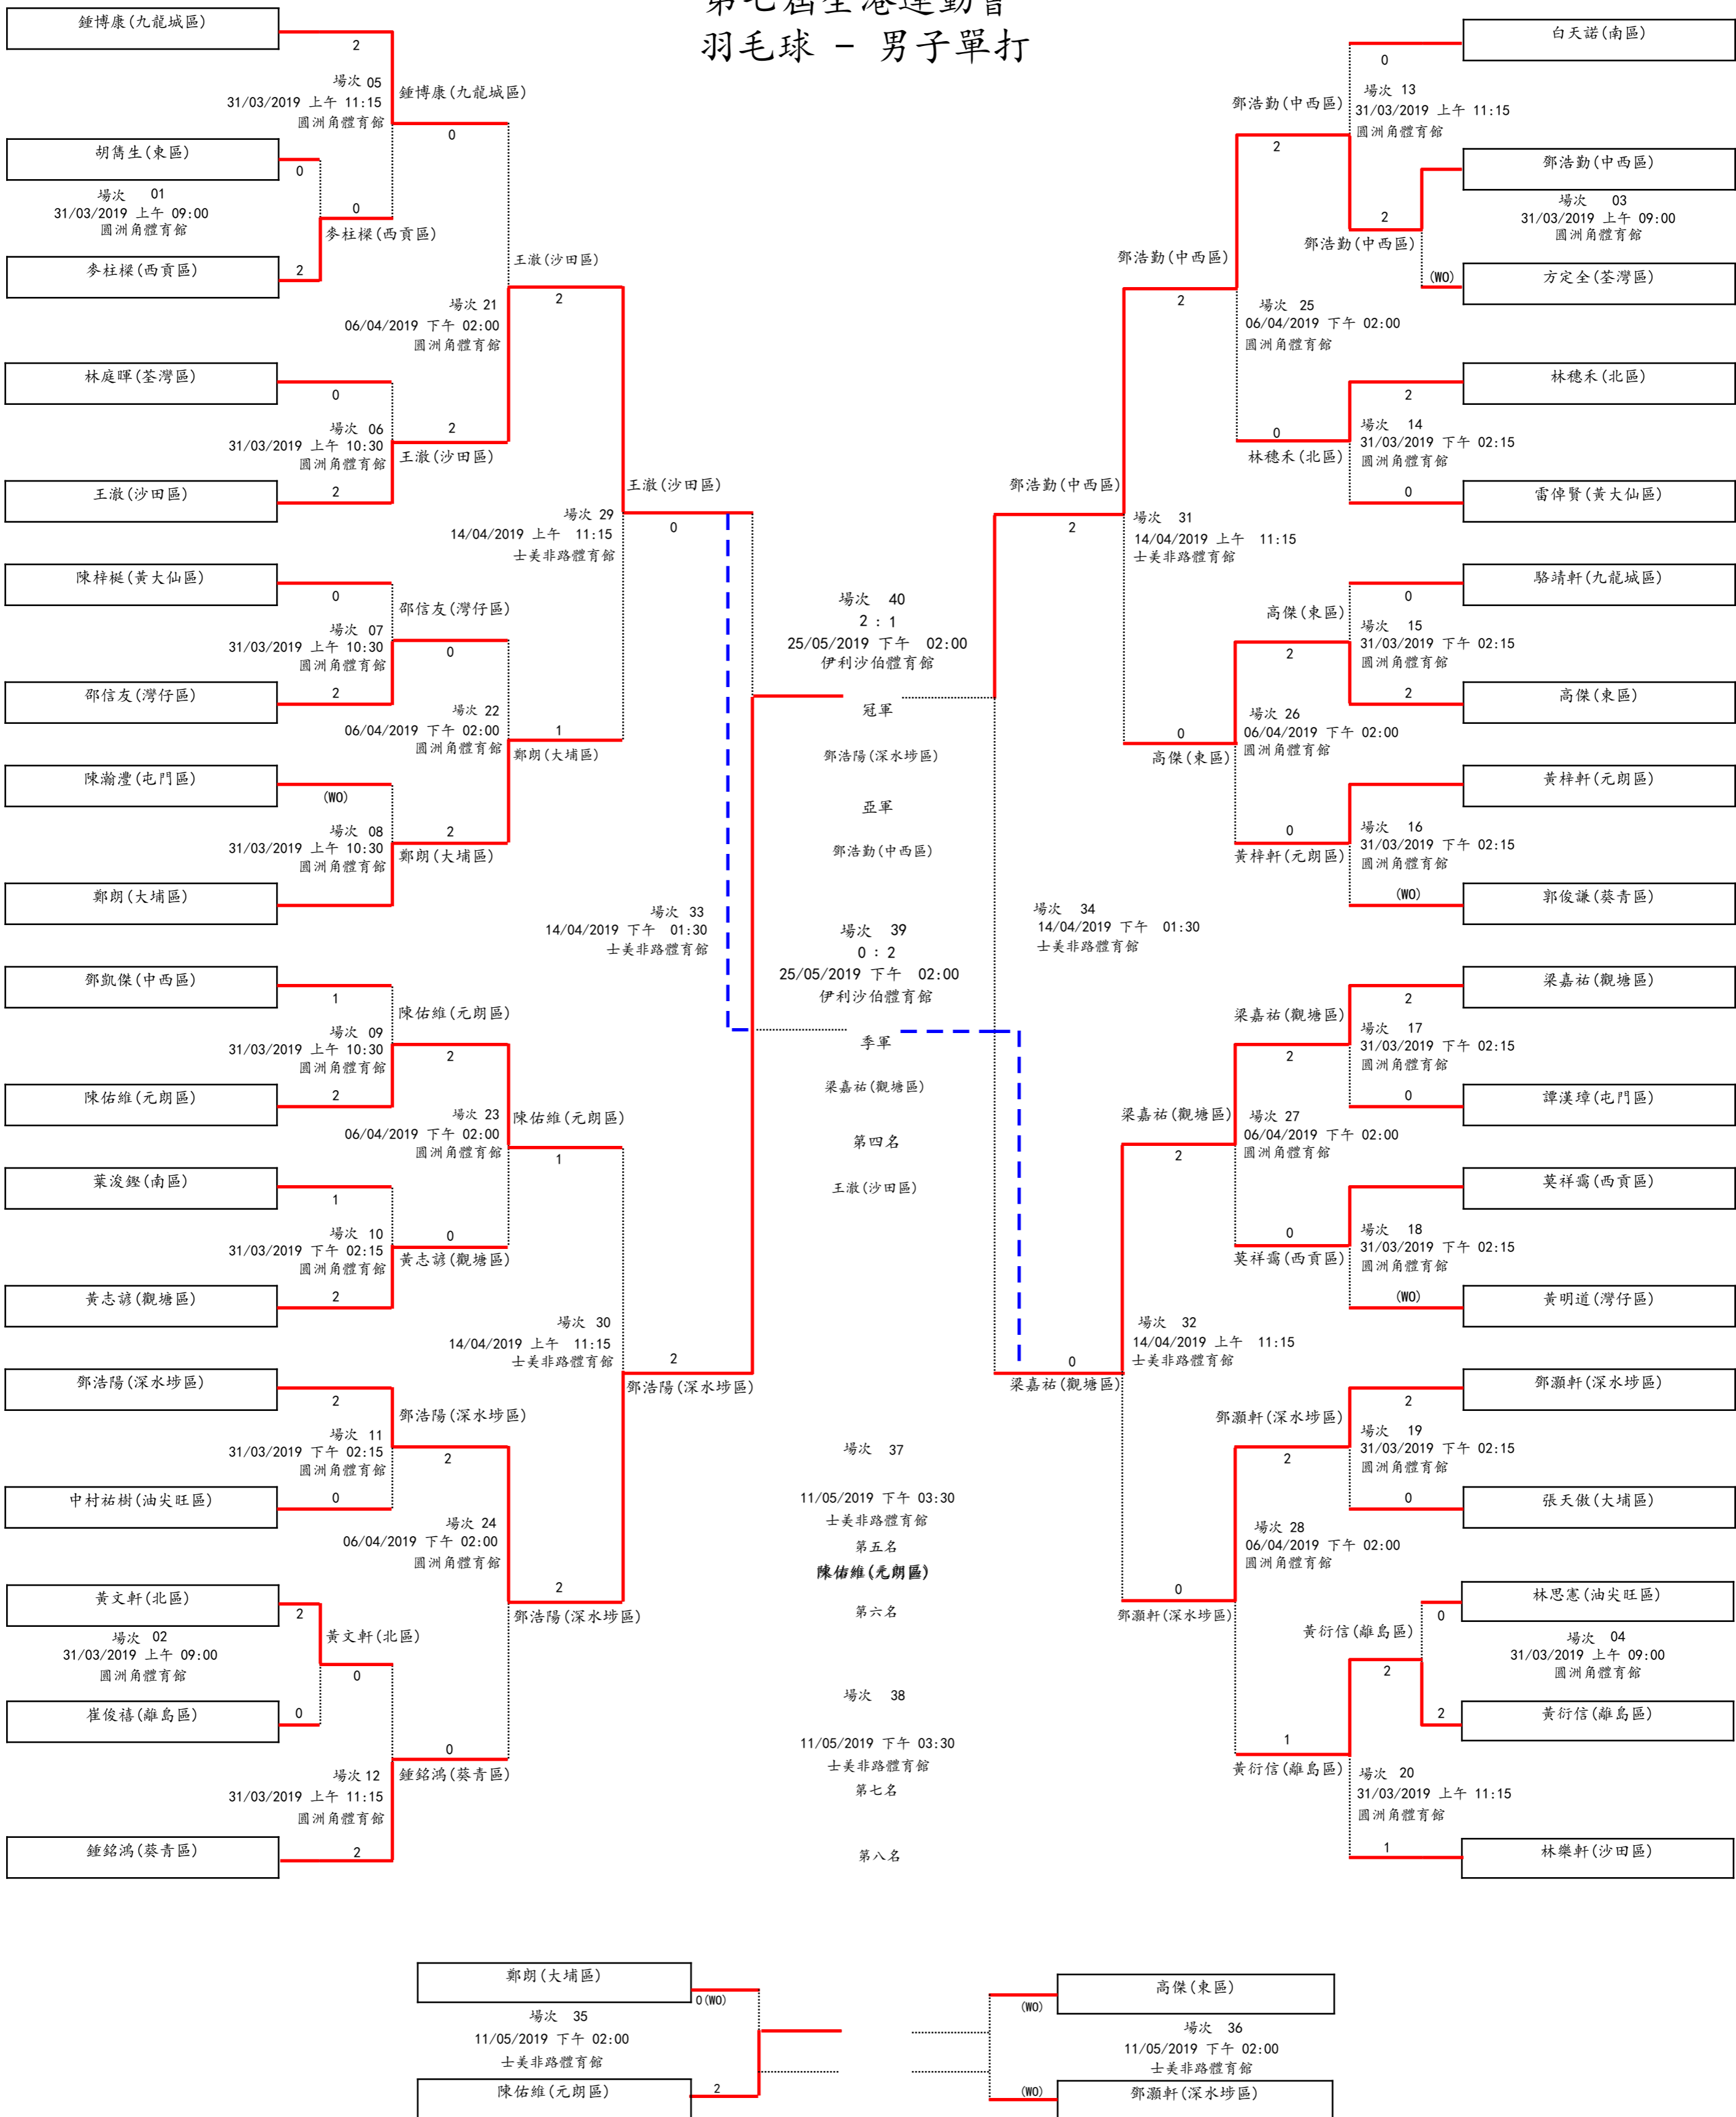 第七屆全港運動會
羽毛球 - 男子單打
鍾博康(九龍城區)
2
場次 05
31/03/2019 上午 11:15
圓洲角體育館
鍾博康(九龍城區)
0
胡雋生(東區)
0
場次 01
31/03/2019 上午 09:00
圓洲角體育館
0
麥柱樑(西貢區)
麥柱樑(西貢區)
2
王澈(沙田區)
2
場次 21
06/04/2019 下午 02:00
圓洲角體育館
林庭暉(荃灣區)
0
場次 06
31/03/2019 上午 10:30
圓洲角體育館
2
王澈(沙田區)
王澈(沙田區)
2
王澈(沙田區)
0
場次 29
14/04/2019 上午 11:15
士美非路體育館
陳梓梃(黃大仙區)
0
場次 07
31/03/2019 上午 10:30
圓洲角體育館
邵信友(灣仔區)
0
邵信友(灣仔區)
2
場次 22
06/04/2019 下午 02:00
圓洲角體育館
1
鄭朗(大埔區)
陳瀚澧(屯門區)
(WO)
場次 08
31/03/2019 上午 10:30
圓洲角體育館
2
鄭朗(大埔區)
鄭朗(大埔區)
場次 33
14/04/2019 下午 01:30
士美非路體育館
鄧凱傑(中西區)
1
場次 09
31/03/2019 上午 10:30
圓洲角體育館
陳佑維(元朗區)
2
陳佑維(元朗區)
2
場次 23
06/04/2019 下午 02:00
圓洲角體育館
陳佑維(元朗區)
1
葉浚鏗(南區)
1
場次 10
31/03/2019 下午 02:15
圓洲角體育館
0
黃志諺(觀塘區)
黃志諺(觀塘區)
2
場次 30
14/04/2019 上午 11:15
士美非路體育館
2
鄧浩陽(深水埗區)
鄧浩陽(深水埗區)
2
場次 11
31/03/2019 下午 02:15
圓洲角體育館
鄧浩陽(深水埗區)
2
中村祐樹(油尖旺區)
0
場次 24
06/04/2019 下午 02:00
圓洲角體育館
2
鄧浩陽(深水埗區)
黃文軒(北區)
2
場次 02
31/03/2019 上午 09:00
圓洲角體育館
黃文軒(北區)
0
崔俊禧(離島區)
0
0
場次 12
鍾銘鴻(葵青區)
31/03/2019 上午 11:15
圓洲角體育館
鍾銘鴻(葵青區)
2
場次 40
2 : 1
25/05/2019 下午 02:00
伊利沙伯體育館
冠軍
鄧浩陽(深水埗區)
亞軍
鄧浩勤(中西區)
場次 39
0 : 2
25/05/2019 下午 02:00
伊利沙伯體育館
季軍
梁嘉祐(觀塘區)
第四名
王澈(沙田區)
場次 37
11/05/2019 下午 03:30
士美非路體育館
第五名
陳佑維(元朗區)
第六名
場次 38
11/05/2019 下午 03:30
士美非路體育館
第七名
第八名
白天諾(南區)
0
鄧浩勤(中西區)
場次 13
31/03/2019 上午 11:15
圓洲角體育館
2
鄧浩勤(中西區)
場次 03
31/03/2019 上午 09:00
圓洲角體育館
2
鄧浩勤(中西區)
(WO)
方定全(荃灣區)
鄧浩勤(中西區)
2
場次 25
06/04/2019 下午 02:00
圓洲角體育館
林穗禾(北區)
2
0
林穗禾(北區)
場次 14
31/03/2019 下午 02:15
圓洲角體育館
0
雷倬賢(黃大仙區)
鄧浩勤(中西區)
2
場次 31
14/04/2019 上午 11:15
士美非路體育館
駱靖軒(九龍城區)
0
高傑(東區)
2
場次 15
31/03/2019 下午 02:15
圓洲角體育館
2
高傑(東區)
場次 26
06/04/2019 下午 02:00
圓洲角體育館
0
高傑(東區)
黃梓軒(元朗區)
0
黃梓軒(元朗區)
場次 16
31/03/2019 下午 02:15
圓洲角體育館
(WO)
郭俊謙(葵青區)
場次 34
14/04/2019 下午 01:30
士美非路體育館
梁嘉祐(觀塘區)
2
梁嘉祐(觀塘區)
2
場次 17
31/03/2019 下午 02:15
圓洲角體育館
0
譚漢璋(屯門區)
梁嘉祐(觀塘區)
2
場次 27
06/04/2019 下午 02:00
圓洲角體育館
莫祥靄(西貢區)
0
莫祥靄(西貢區)
場次 18
31/03/2019 下午 02:15
圓洲角體育館
(WO)
黃明道(灣仔區)
場次 32
14/04/2019 上午 11:15
士美非路體育館
0
梁嘉祐(觀塘區)
鄧灝軒(深水埗區)
2
鄧灝軒(深水埗區)
2
場次 19
31/03/2019 下午 02:15
圓洲角體育館
0
張天傲(大埔區)
場次 28
06/04/2019 下午 02:00
圓洲角體育館
0
鄧灝軒(深水埗區)
林思憲(油尖旺區)
0
場次 04
31/03/2019 上午 09:00
圓洲角體育館
黃衍信(離島區)
2
2
黃衍信(離島區)
1
黃衍信(離島區)
場次 20
31/03/2019 上午 11:15
圓洲角體育館
1
林樂軒(沙田區)
鄭朗(大埔區)
0(WO)
場次 35
11/05/2019 下午 02:00
士美非路體育館
陳佑維(元朗區)
2
高傑(東區)
(WO)
場次 36
11/05/2019 下午 02:00
士美非路體育館
(WO)
鄧灝軒(深水埗區)